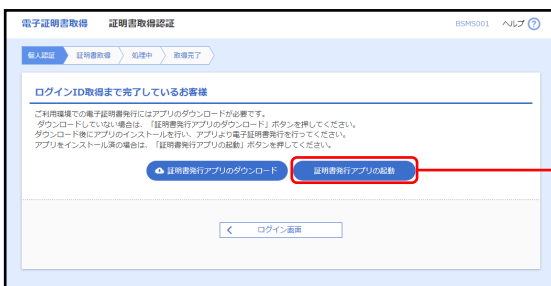 電子証明書取得 証明書取得認証 BSMS001 ヘルプ ?
個人認証 証明書取得 処理中 取得完了
ログインID取得まで完了しているお客様
ご利用環境での電子証明書発行にはアプリのダウンロードが必要です。
ダウンロードしていない場合は、「証明書発行アプリのダウンロード」ボタンを押してください。
ダウンロード後にアプリのインストールを行い、アプリより電子証明書発行を行ってください。
アプリをインストール済の場合は、「証明書発行アプリの起動」ボタンを押してください。
証明書発行アプリのダウンロード 証明書発行アプリの起動
ログイン画面